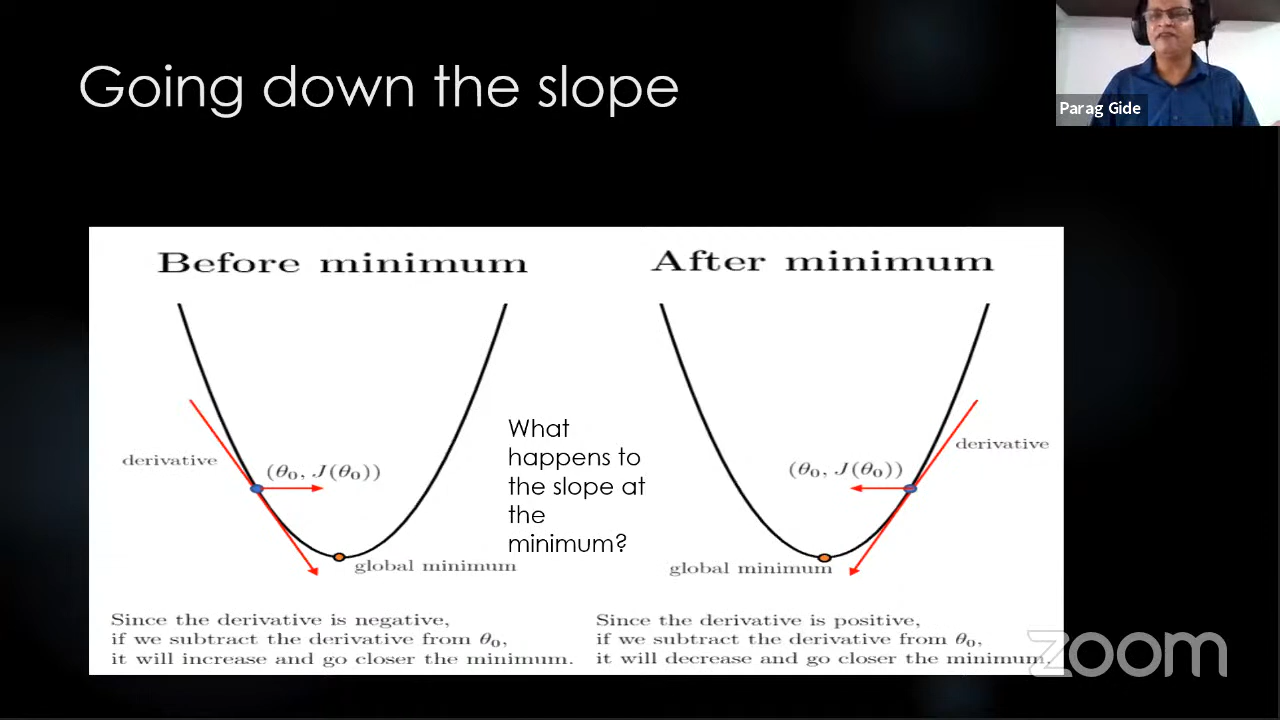 Going down the slope
Parag Gide
Before minimum
After minimum
derivative
(θ₀, J(θ₀))
global minimum
What
happens to
the slope at
the
minimum?
(θ₀, J(θ₀))
derivative
global minimum
Since the derivative is negative,
if we subtract the derivative from θ₀,
it will increase and go closer the minimum.
Since the derivative is positive,
if we subtract the derivative from θ₀,
it will decrease and go closer the minimum.
zoom